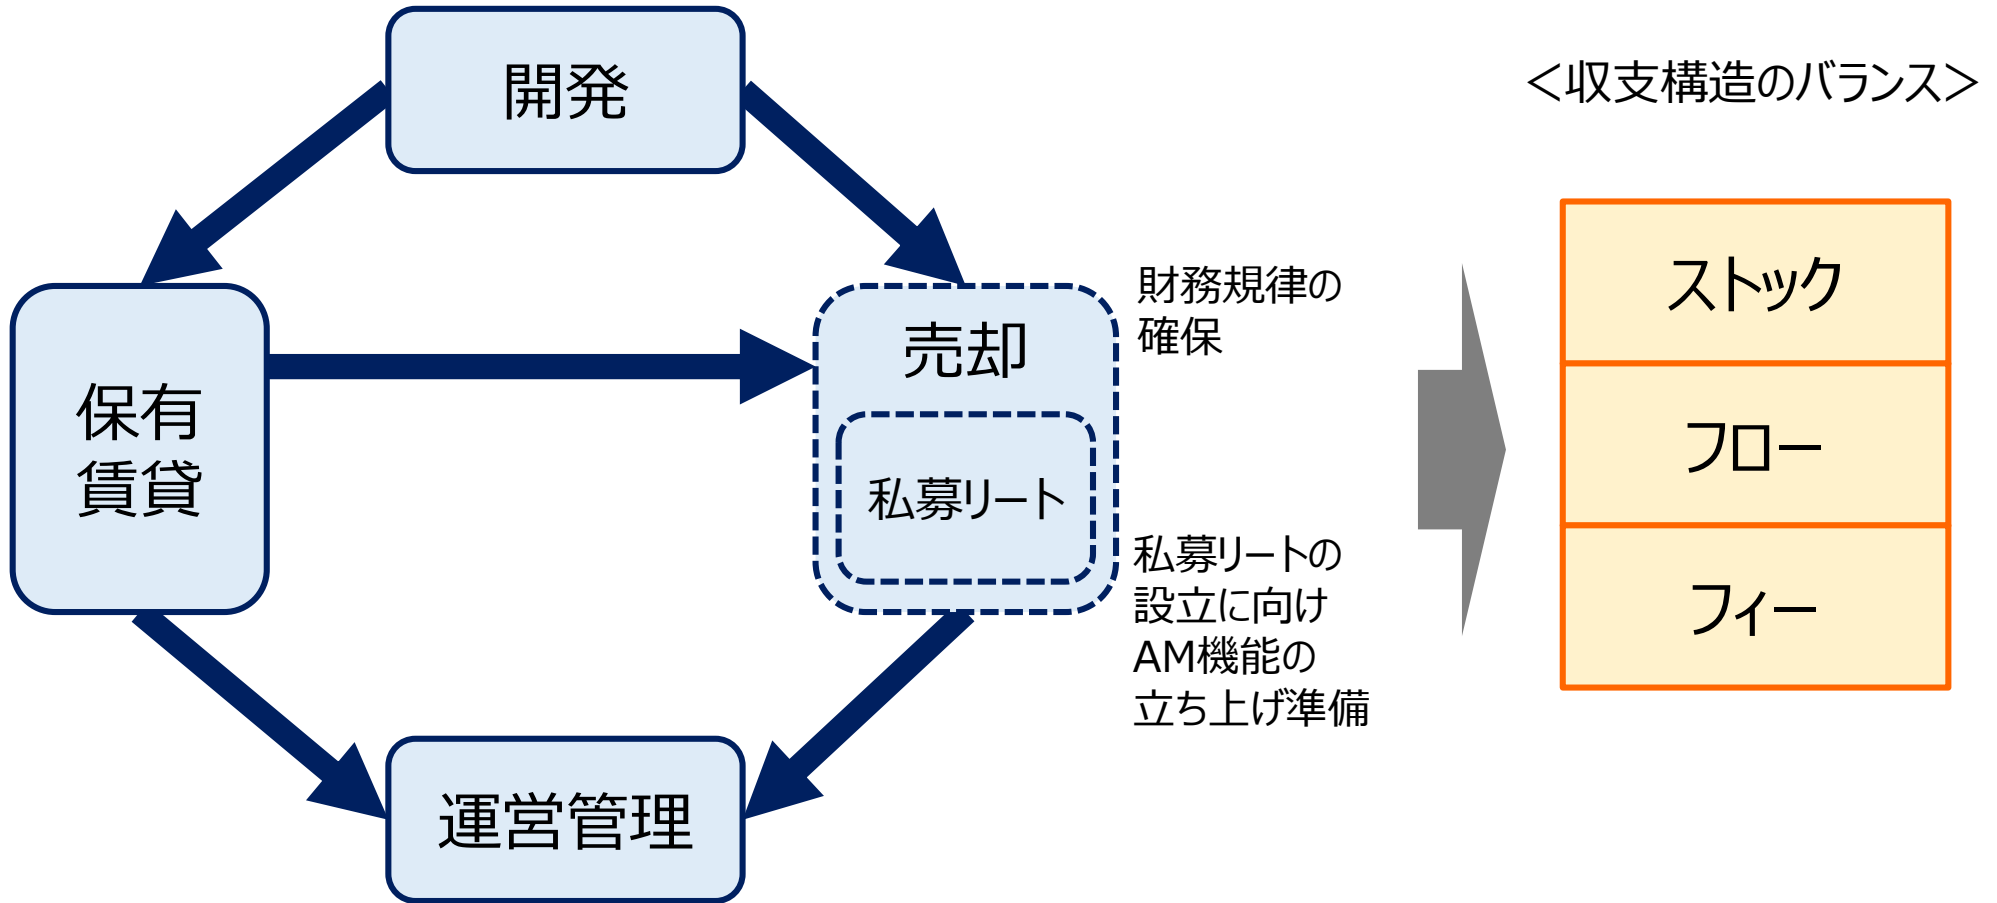 開発
＜収支構造のバランス＞
保有
賃貸
売却
私募リート
財務規律の
確保
私募リートの
設立に向け
AM機能の
立ち上げ準備
ストック
フロー
フィー
運営管理